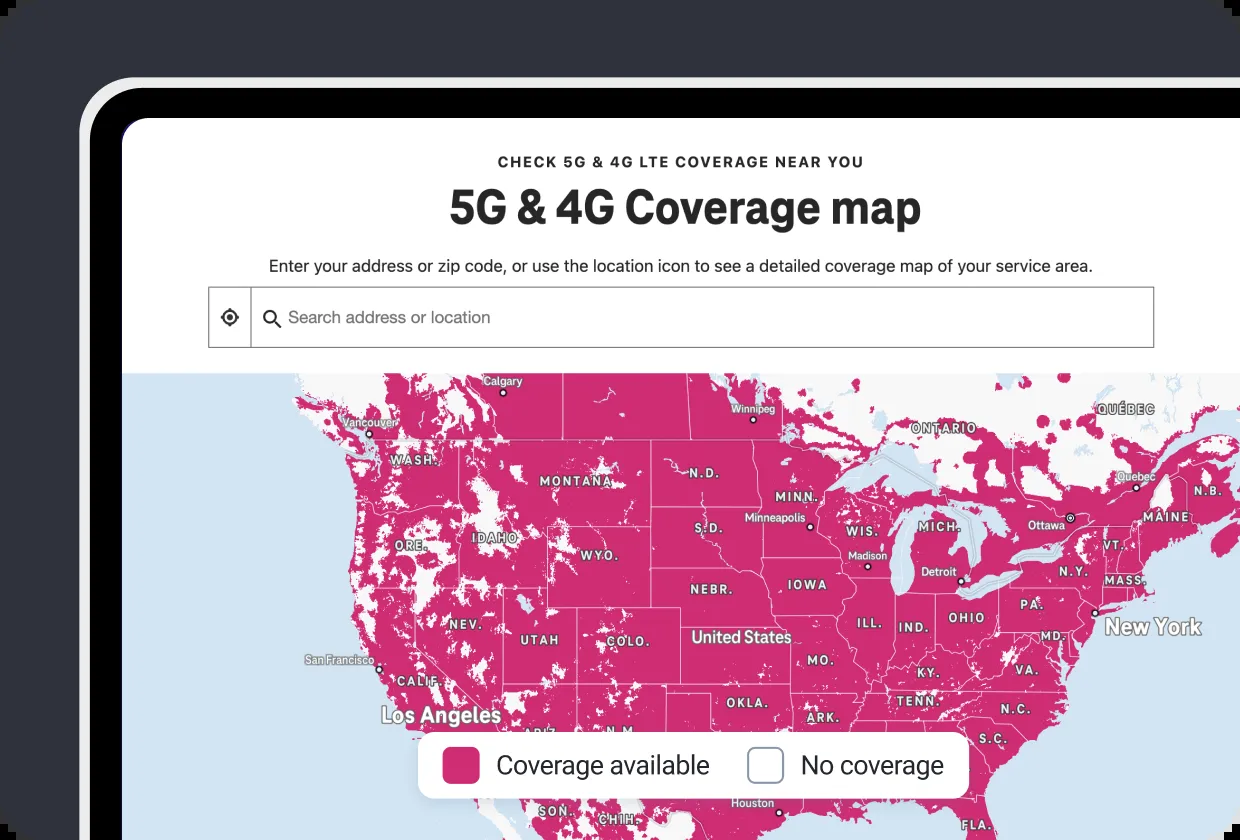 CHECK 5G & 4G LTE COVERAGE NEAR YOU
5G & 4G Coverage map
Enter your address or zip code, or use the location icon to see a detailed coverage map of your service area.
Search address or location
Calgary
Winnipeg
QUÉBEC
Vancouver
ONTARIO
WASH.
MONTANA
N.D.
Quebec
MINN.
N.B.
Minneapolis
MAINE
S.D.
MICH.
Ottawa
WIS.
ORE.
IDAHO
VT.
WYO.
Madison
Detroit
N.Y.
MASS.
NEBR.
IOWA
PA.
NEV.
ILL.
IND.
OHIO
New York
UTAH
COLO.
United States
MD.
San Francisco
MO.
KY.
VA.
CALIF.
OKLA.
TENN.
N.C.
Los Angeles
ARK.
ARIZ.
N.M.
S.C.
Coverage available
No coverage
Houston
SON.
CHIH.
FLA.